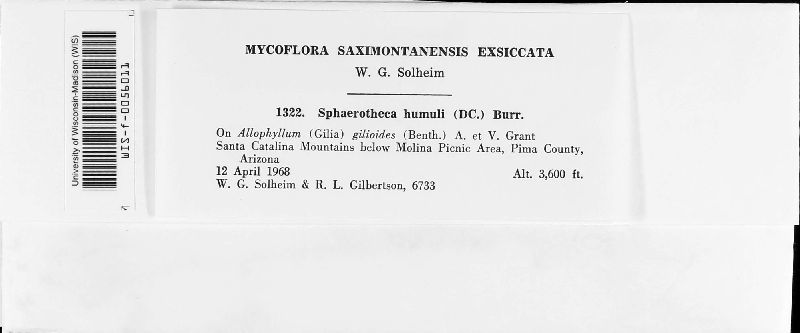 University of Wisconsin-Madison (WIS)
WIS-f-0056011
MYCOFLORA SAXIMONTANENSIS EXSICCATA
W. G. Solheim
1322. Sphaerotheca humuli (DC.) Burr.
On Allophyllum (Gilia) gilioides (Benth.) A. et V. Grant
Santa Catalina Mountains below Molina Picnic Area, Pima County,
Arizona
12 April 1968 Alt. 3,600 ft.
W. G. Solheim & R. L. Gilbertson, 6733